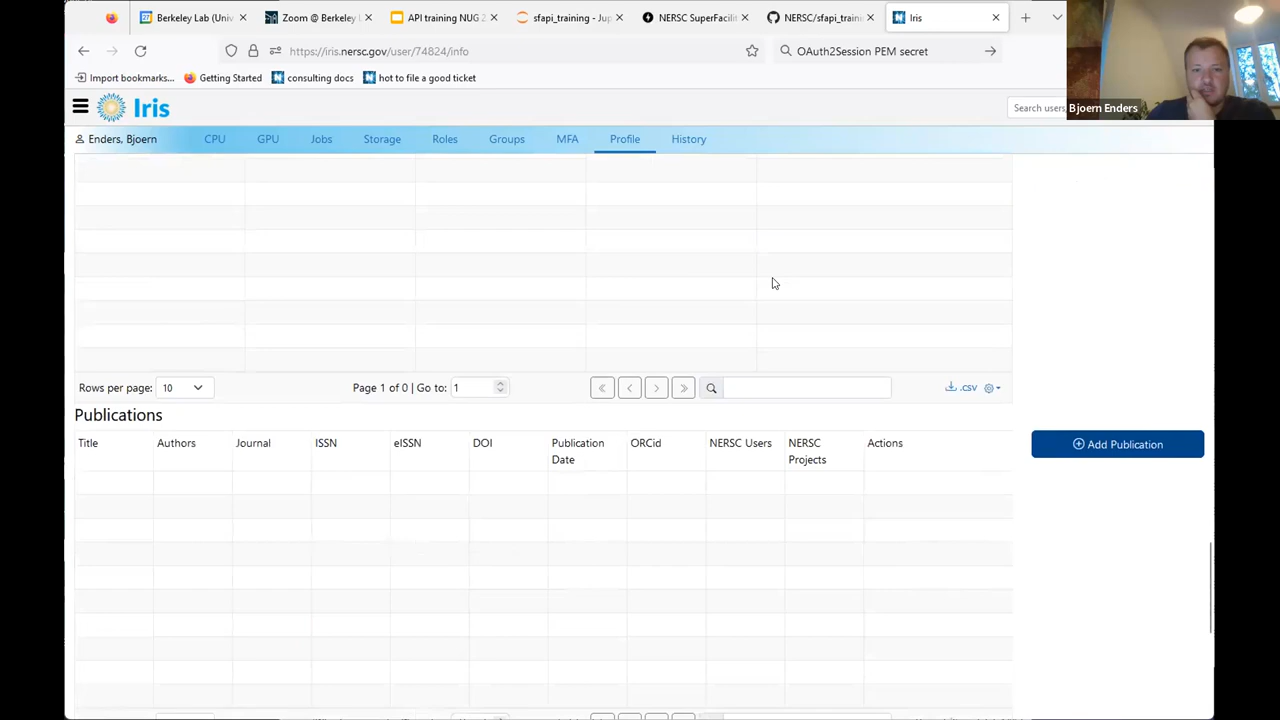 Berkeley Lab (Univ
Zoom @ Berkeley L
API training NUG 2
sfapi_training - Jup
NERSC SuperFacilit
NERSC/sfapi_traini
Iris
https://iris.nersc.gov/user/74824/info
OAuth2Session PEM secret
Import bookmarks...
Getting Started
consulting docs
hot to file a good ticket
Bjoern Enders
Iris
Search users
Enders, Bjoern
CPU
GPU
Jobs
Storage
Roles
Groups
MFA
Profile
History
Rows per page: 10
Page 1 of 0 | Go to: 1
.csv
Publications
Title
Authors
Journal
ISSN
eISSN
DOI
Publication
Date
ORCid
NERSC Users
NERSC
Projects
Actions
Add Publication